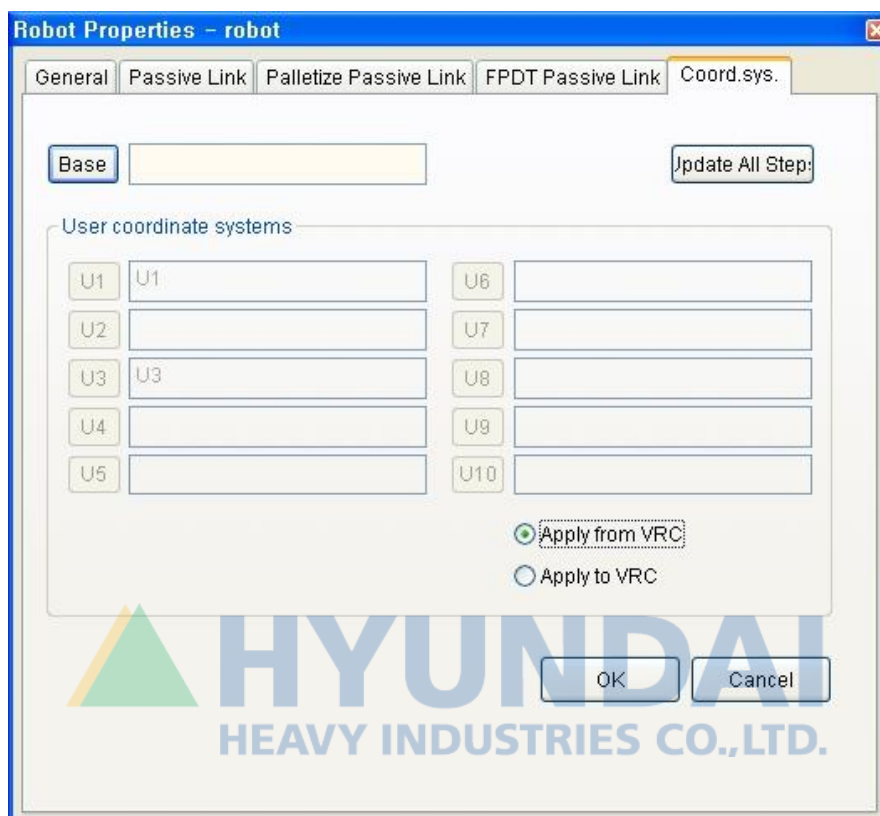 Robot Properties - robot
General Passive Link Palletize Passive Link FPDT Passive Link Coord.sys.
Base Update All Steps
User coordinate systems
U1 U1 U6
U2 U7
U3 U3 U8
U4 U9
U5 U10
Apply from VRC
Apply to VRC
OK Cancel
HYUNDAI
HEAVY INDUSTRIES CO.,LTD.